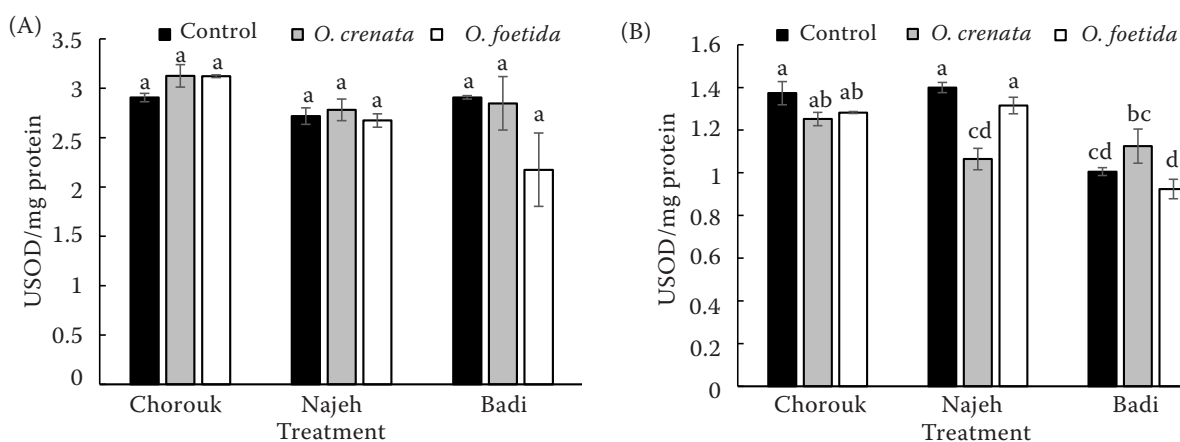 (A)
Control O. crenata O. foetida
USOD/mg protein
3.5
3
2.5
2
1.5
1
0.5
0
a a a a a a a a a
Chorouk Najeh Badi
Treatment
(B)
Control O. crenata O. foetida
USOD/mg protein
1.6
1.4
1.2
1
0.8
0.6
0.4
0.2
0
a ab ab a cd a cd bc d
Chorouk Najeh Badi
Treatment